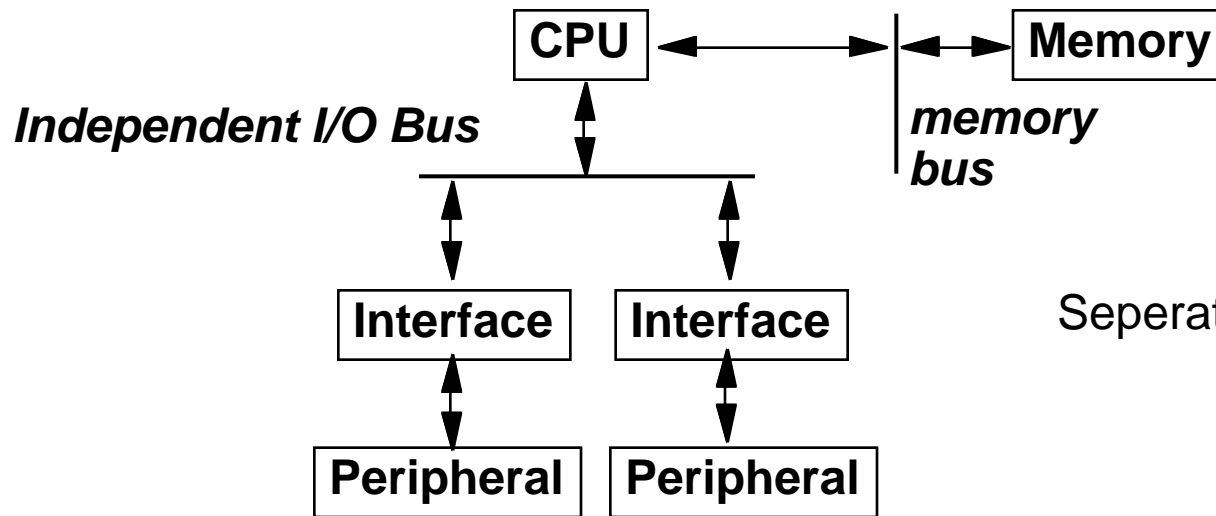 CPU
Memory
Independent I/O Bus
memory
bus
Interface
Interface
Seperat
Peripheral
Peripheral